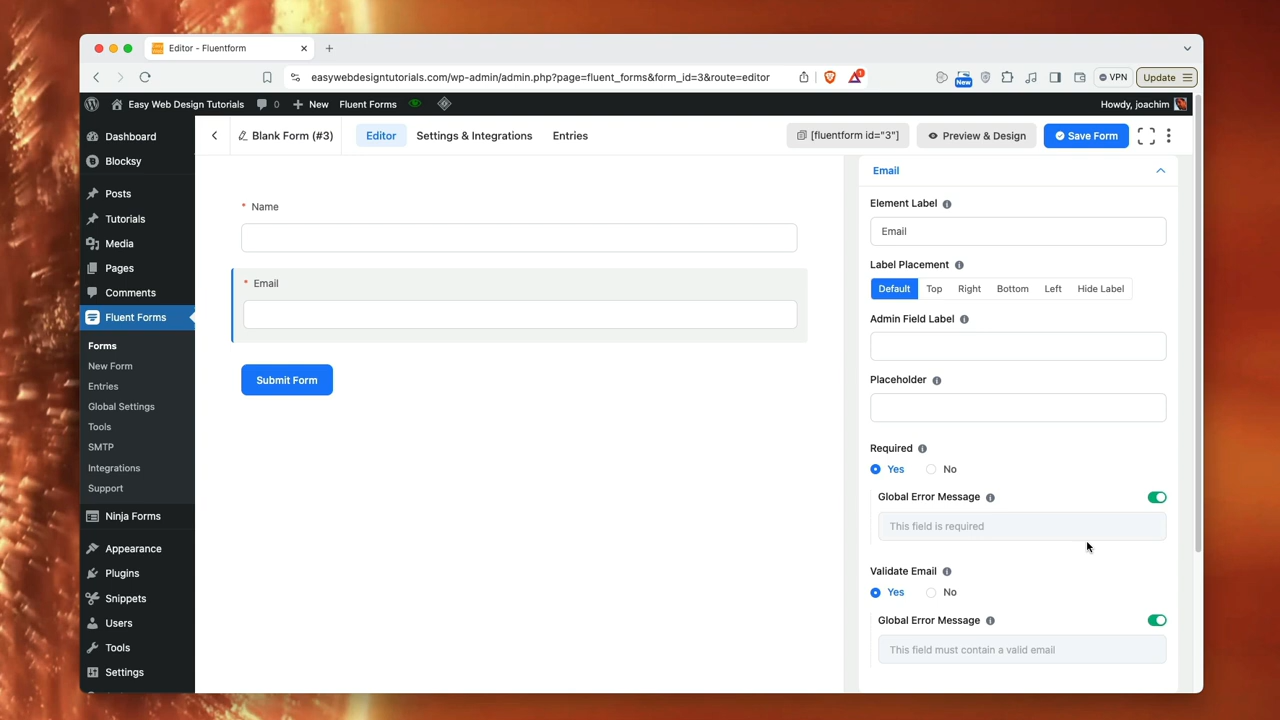 Editor - Fluentform
easywebdesigntutorials.com/wp-admin/admin.php?page=fluent_forms&form_id=3&route=editor
1
New
VPN
Update
Easy Web Design Tutorials
0
New
Fluent Forms
Howdy, joachim
Dashboard
Blocksy
Posts
Tutorials
Media
Pages
Comments
Fluent Forms
Forms
New Form
Entries
Global Settings
Tools
SMTP
Integrations
Support
Ninja Forms
Appearance
Plugins
Snippets
Users
Tools
Settings
Blank Form (#3)
Editor
Settings & Integrations
Entries
[fluentform id="3"]
Preview & Design
Save Form
* Name
* Email
Submit Form
Email
Element Label
Email
Label Placement
Default Top Right Bottom Left Hide Label
Admin Field Label
Placeholder
Required
Yes No
Global Error Message
This field is required
Validate Email
Yes No
Global Error Message
This field must contain a valid email